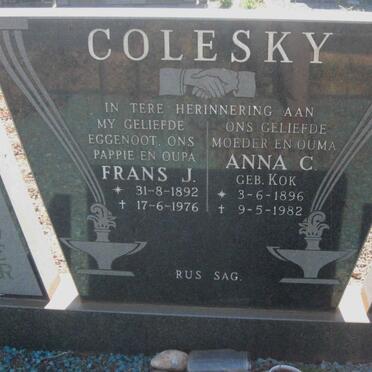 COLESKY
IN TERE HERINNERING AAN
MY GELIEFDE
EGGENOOT, ONS
PAPPIE EN OUPA
FRANS J.
* 31-8-1892
✝ 17-6-1976
ONS GELIEFDE
MOEDER EN OUMA
ANNA C.
GEB. KOK
* 3-6-1896
✝ 9-5-1982
RUS SAG.